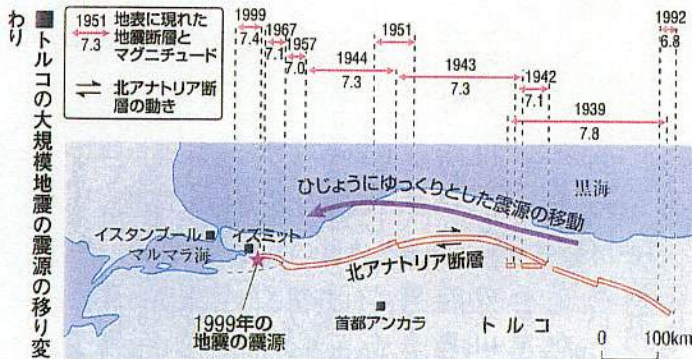 ■トルコの大規模地震の震源の移り変
わり
1951
7.3
地表に現れた
地震断層と
マグニチュード
北アナトリア断
層の動き
1999
7.4
1967
7.1
1957
7.0
1944
7.3
1951
1943
7.3
1942
7.1
1939
7.8
1992
6.8
ひじょうにゆっくりとした震源の移動
黒海
イスタンブール
マルマラ海
イズミット
北アナトリア断層
1999年の
地震の震源
首都アンカラ
トルコ
0 100km